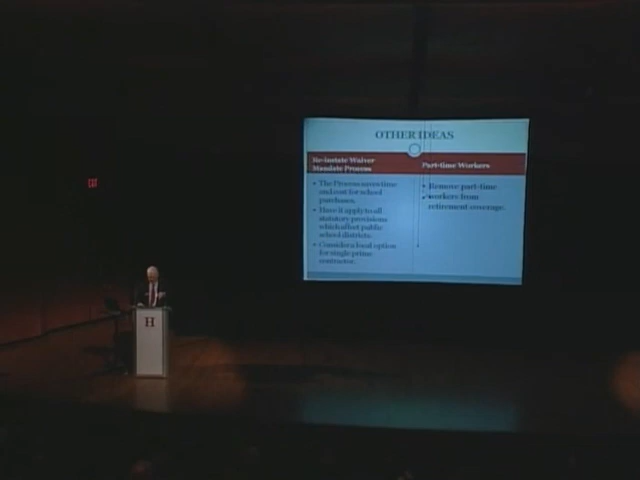 OTHER IDEAS
Re-instate Waiver
Mandate Process
Part-time Workers
The Process saves time
and cost for school
purchases.
Have it apply to all
statutory provisions
which affect public
school districts.
Consider a local option
for single prime
contractor.
Remove part-time
workers from
retirement coverage.
H